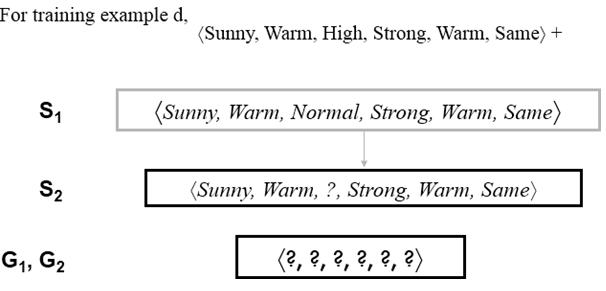 For training example d,
⟨Sunny, Warm, High, Strong, Warm, Same⟩ +
S₁ ⟨Sunny, Warm, Normal, Strong, Warm, Same⟩
S₂ ⟨Sunny, Warm, ?, Strong, Warm, Same⟩
G₁, G₂ ⟨?, ?, ?, ?, ?, ?⟩